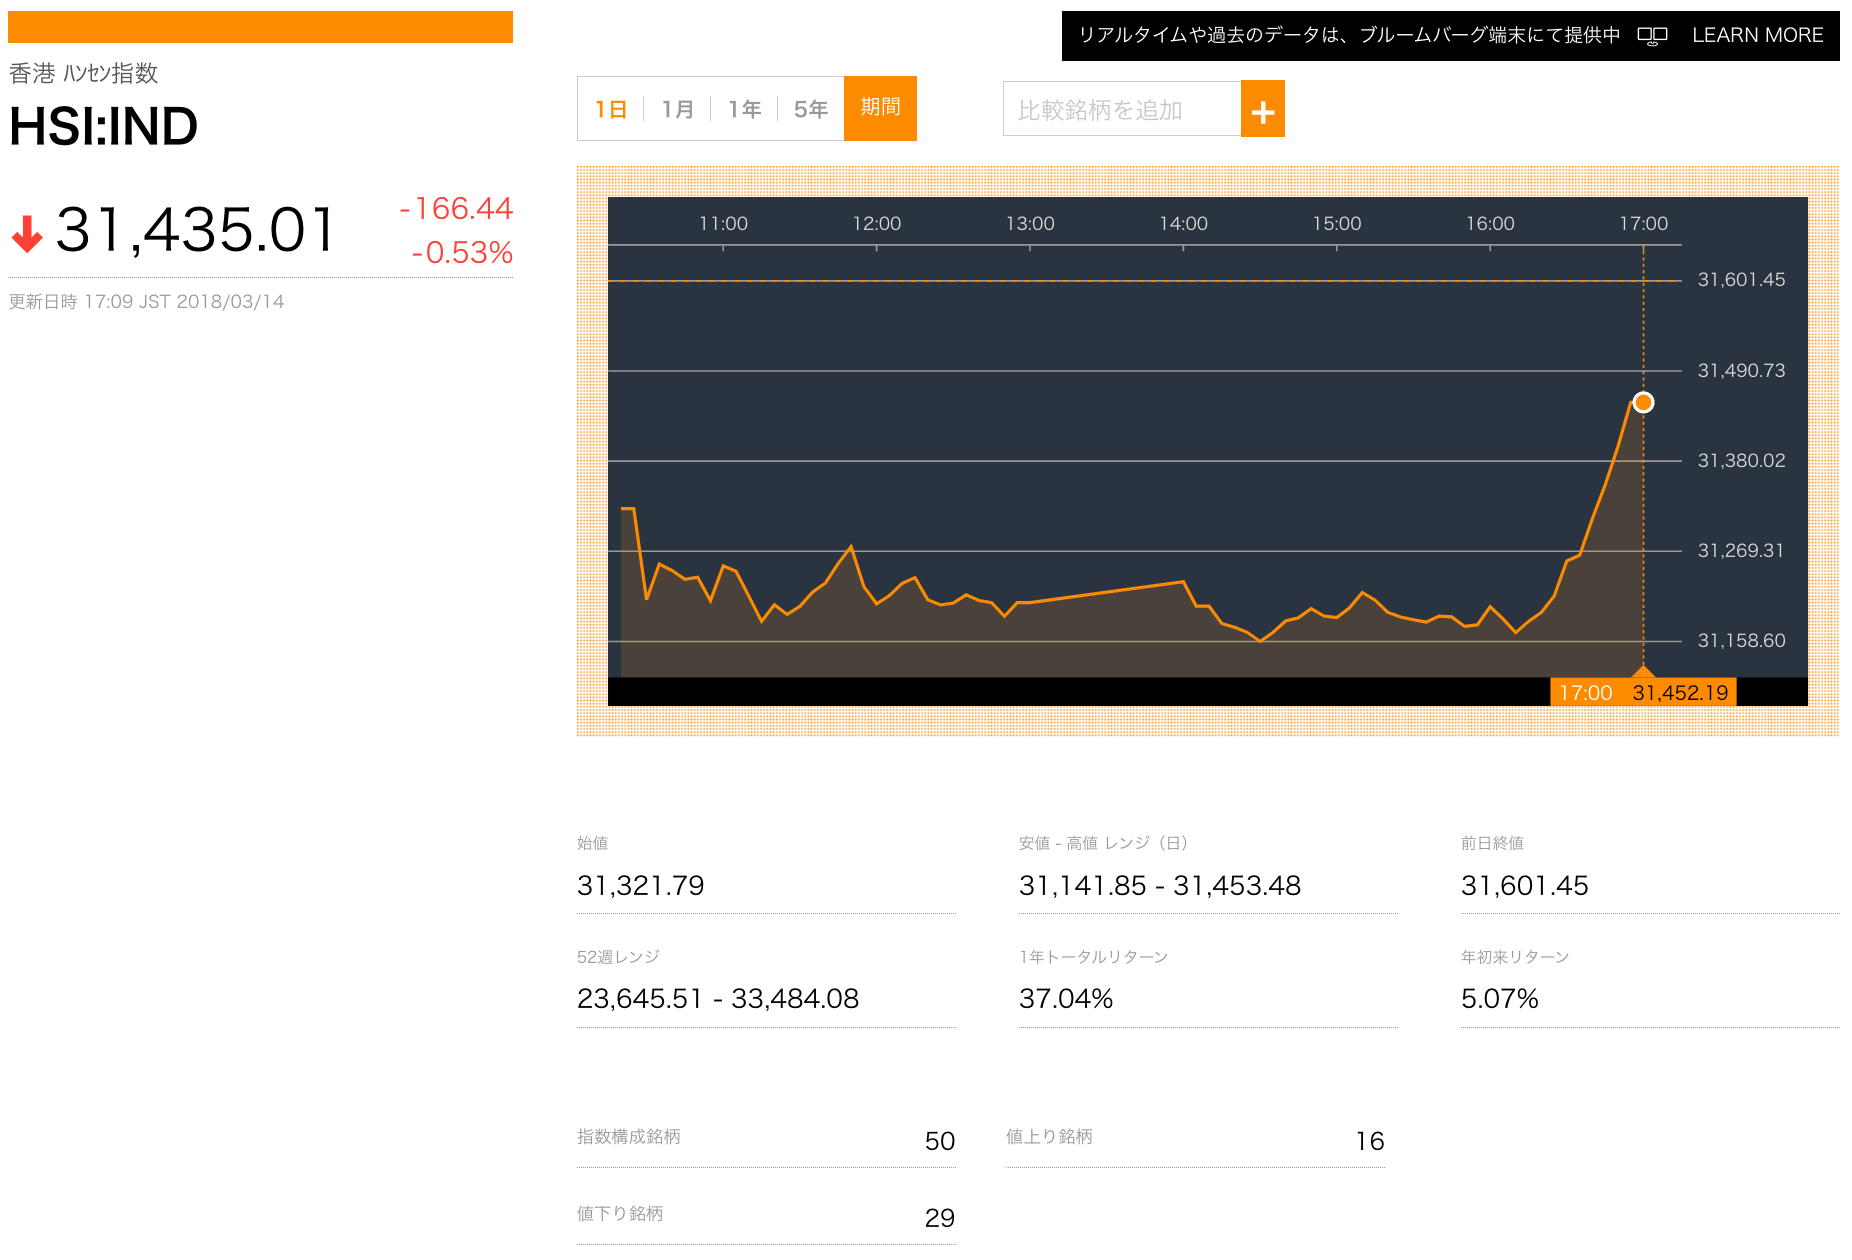 リアルタイムや過去のデータは、ブルームバーグ端末にて提供中 LEARN MORE
香港 ﾊﾝｾﾝ指数
HSI:IND
31,435.01
-166.44
-0.53%
更新日時 17:09 JST 2018/03/14
1日 1月 1年 5年 期間
比較銘柄を追加 +
11:00 12:00 13:00 14:00 15:00 16:00 17:00
31,601.45
31,490.73
31,380.02
31,269.31
31,158.60
17:00 31,452.19
始値 安値 - 高値 レンジ（日） 前日終値
31,321.79 31,141.85 - 31,453.48 31,601.45
52週レンジ 1年トータルリターン 年初来リターン
23,645.51 - 33,484.08 37.04% 5.07%
指数構成銘柄 50 値上り銘柄 16
値下り銘柄 29